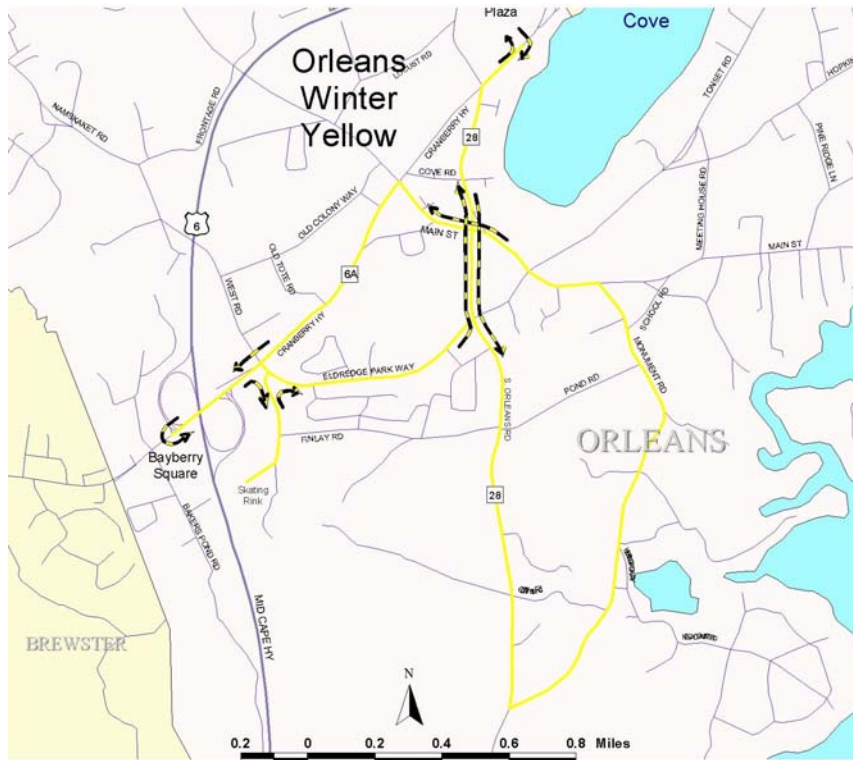 Plaza
Cove
Orleans
Winter
Yellow
LOCUST RD
TONSET RD
HOPKIN
NAMSKAKET RD
FRONTAGE RD
CRANBERRY HY
28
PINE RIDGE LN
COVE RD
OLD COLONY WAY
MEETING HOUSE RD
6
MAIN ST
MAIN ST
OLD TOTE RD
6A
WEST RD
SCHOOL RD
CRANBERRY HY
MONUMENT RD
ELDREDGE PARK WAY
POND RD
S ORLEANS RD
FINLAY RD
ORLEANS
Bayberry
Square
Skating
Rink
28
BAKERS POND RD
MID CAPE HY
BREWSTER
N
0.2 0 0.2 0.4 0.6 0.8 Miles